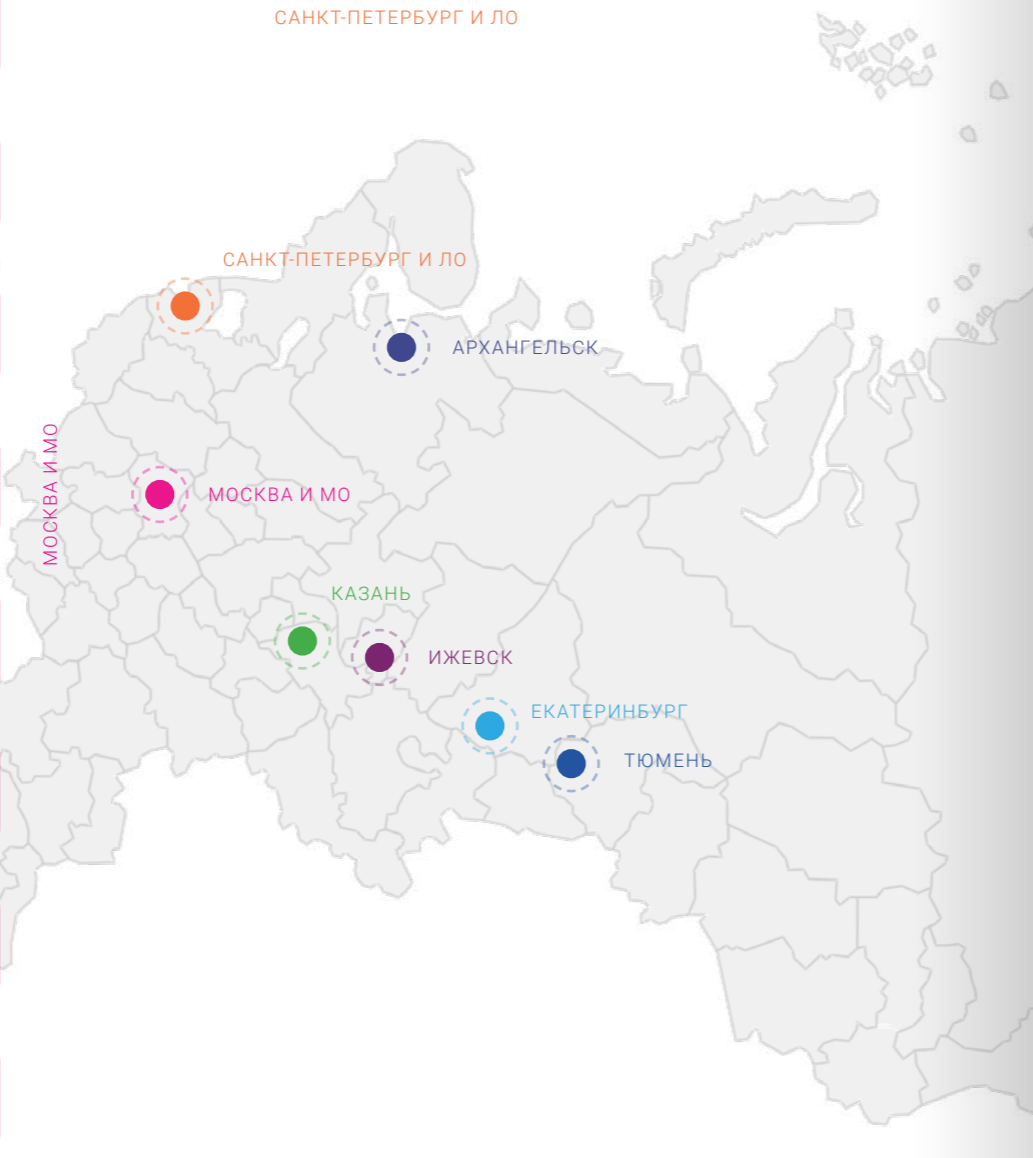 САНКТ-ПЕТЕРБУРГ И ЛО
САНКТ-ПЕТЕРБУРГ И ЛО
АРХАНГЕЛЬСК
МОСКВА И МО
МОСКВА И МО
КАЗАНЬ
ИЖЕВСК
ЕКАТЕРИНБУРГ
ТЮМЕНЬ